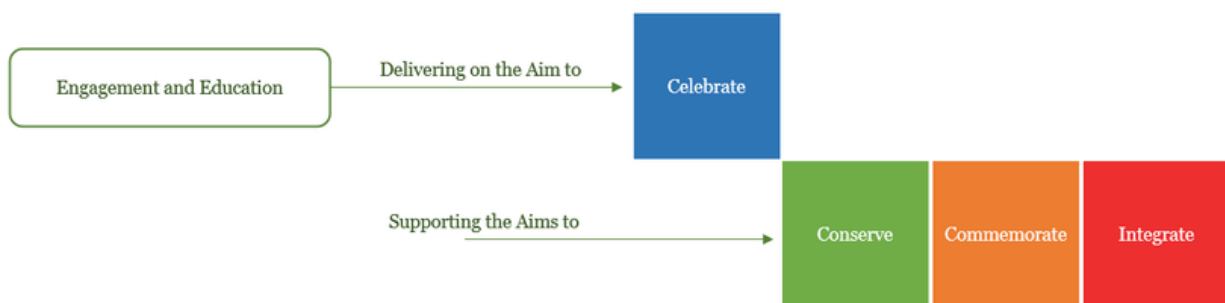 Engagement and Education
Delivering on the Aim to
Celebrate
Supporting the Aims to
Conserve
Commemorate
Integrate